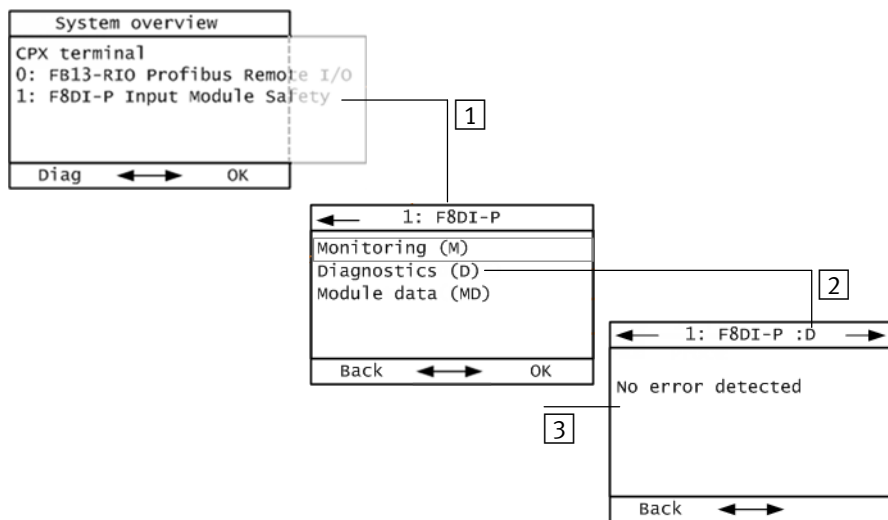 System overview
CPX terminal
0: FB13-RIO Profibus Remote I/O
1: F8DI-P Input Module Safety
Diag OK
1
1: F8DI-P
Monitoring (M)
Diagnostics (D)
Module data (MD)
Back OK
2
1: F8DI-P :D
No error detected
3
Back